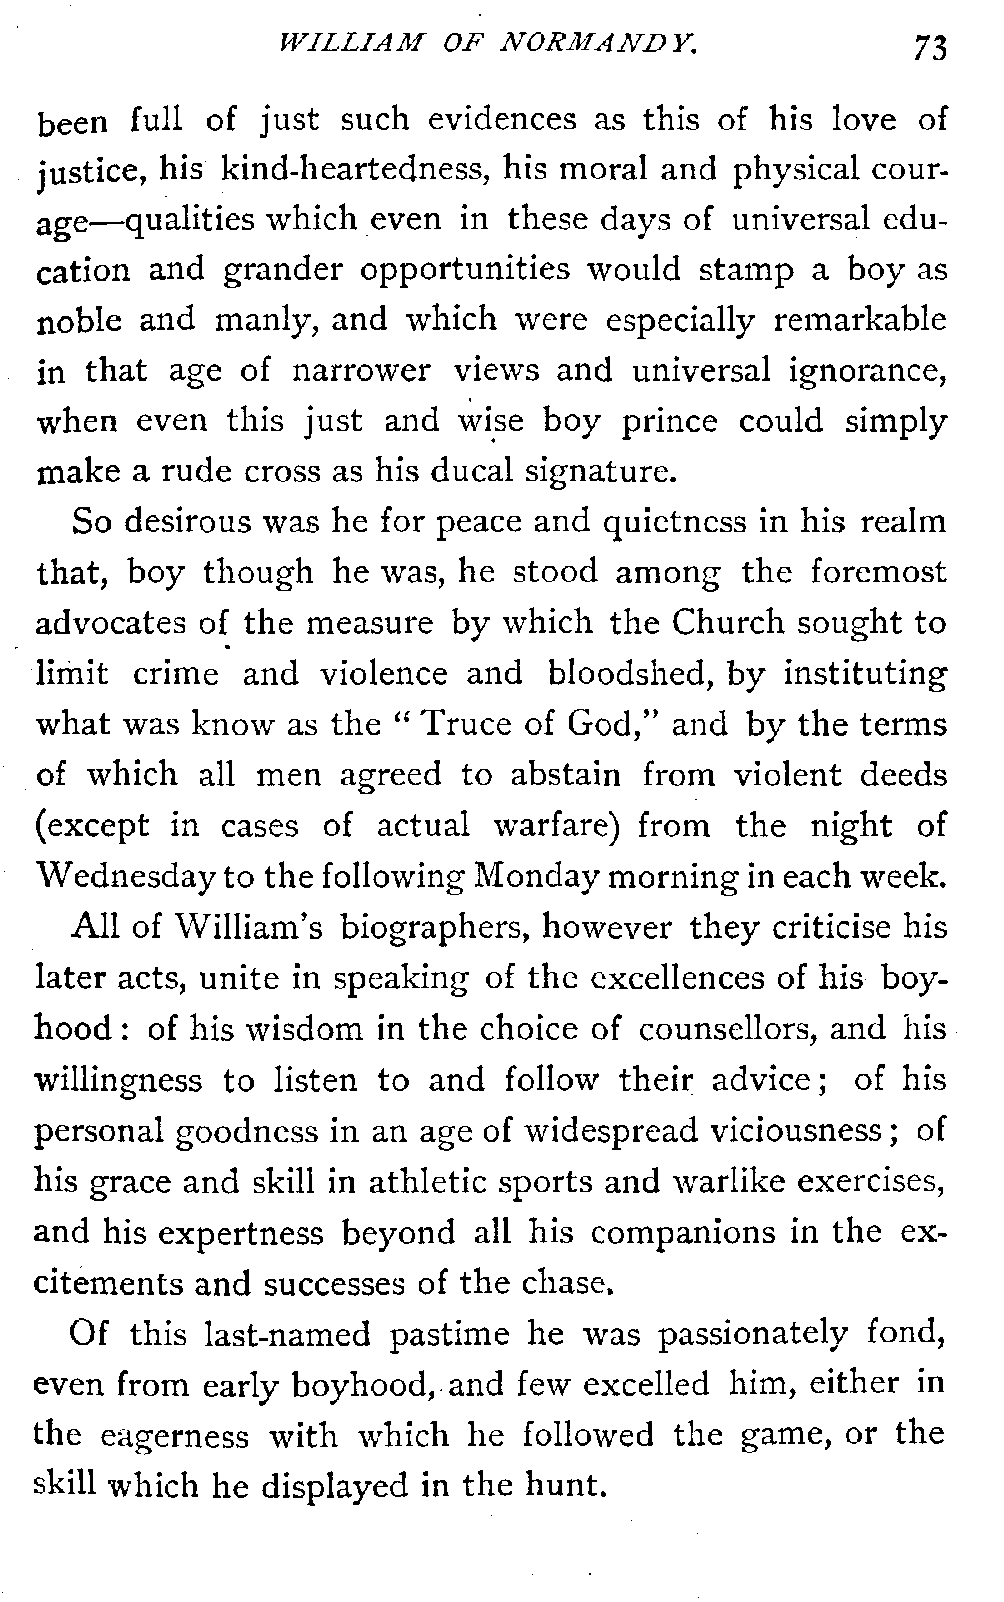 WILLIAM OF NORMANDY. 73
been full of just such evidences as this of his love of
justice, his kind-heartedness, his moral and physical cour-
age—qualities which even in these days of universal edu-
cation and grander opportunities would stamp a boy as
noble and manly, and which were especially remarkable
in that age of narrower views and universal ignorance,
when even this just and wise boy prince could simply
make a rude cross as his ducal signature.
So desirous was he for peace and quietness in his realm
that, boy though he was, he stood among the foremost
advocates of the measure by which the Church sought to
limit crime and violence and bloodshed, by instituting
what was know as the “ Truce of God,” and by the terms
of which all men agreed to abstain from violent deeds
(except in cases of actual warfare) from the night of
Wednesday to the following Monday morning in each week.
All of William's biographers, however they criticise his
later acts, unite in speaking of the excellences of his boy-
hood : of his wisdom in the choice of counsellors, and his
willingness to listen to and follow their advice ; of his
personal goodness in an age of widespread viciousness ; of
his grace and skill in athletic sports and warlike exercises,
and his expertness beyond all his companions in the ex-
citements and successes of the chase.
Of this last-named pastime he was passionately fond,
even from early boyhood, and few excelled him, either in
the eagerness with which he followed the game, or the
skill which he displayed in the hunt.